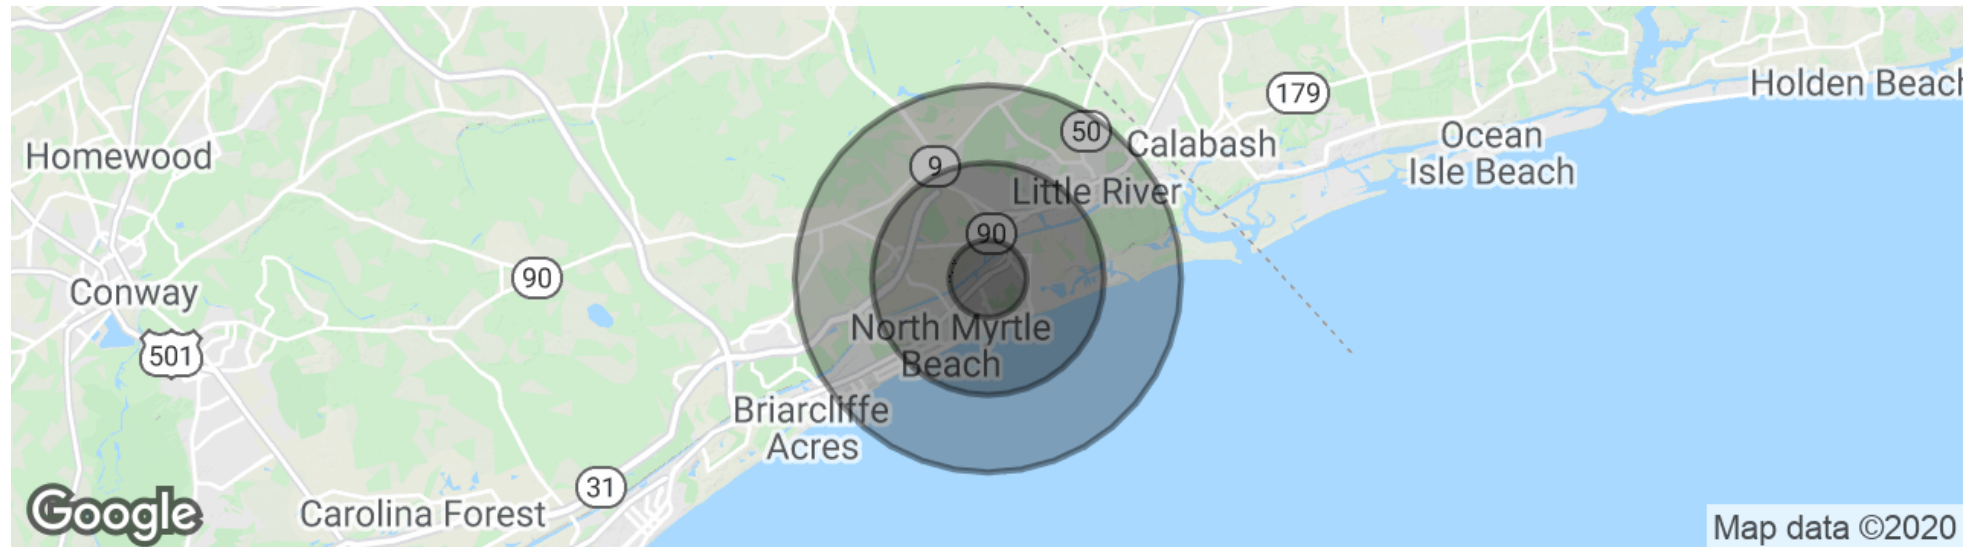 Holden Beach
179
50
Ocean
Isle Beach
Calabash
Homewood
9
Little River
90
90
Conway
501
North Myrtle
Beach
Briarcliffe
Acres
31
Carolina Forest
Google
Map data ©2020